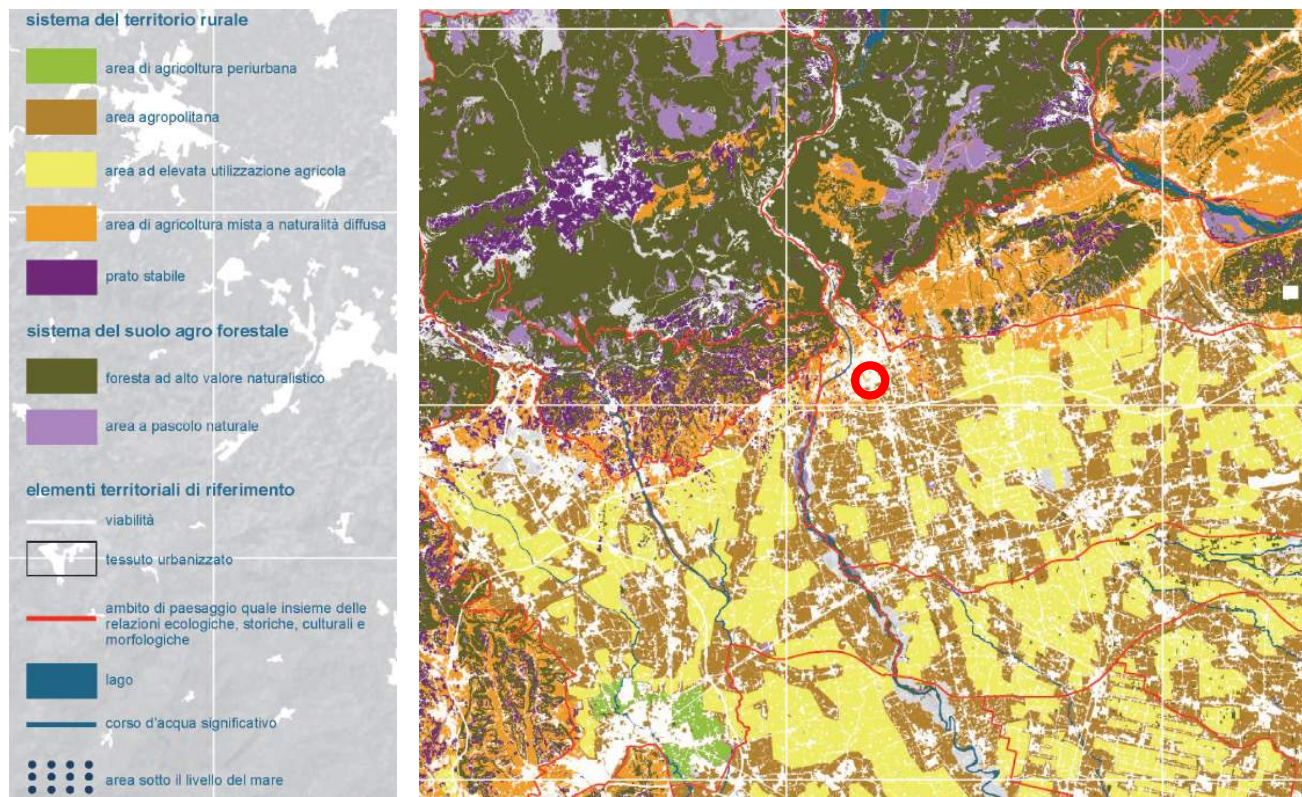 sistema del territorio rurale
area di agricoltura periurbana
area agropolitana
area ad elevata utilizzazione agricola
area di agricoltura mista a naturalità diffusa
prato stabile
sistema del suolo agro forestale
foresta ad alto valore naturalistico
area a pascolo naturale
elementi territoriali di riferimento
viabilità
tessuto urbanizzato
ambito di paesaggio quale insieme delle
relazioni ecologiche, storiche, culturali e
morfologiche
lago
corso d'acqua significativo
area sotto il livello del mare